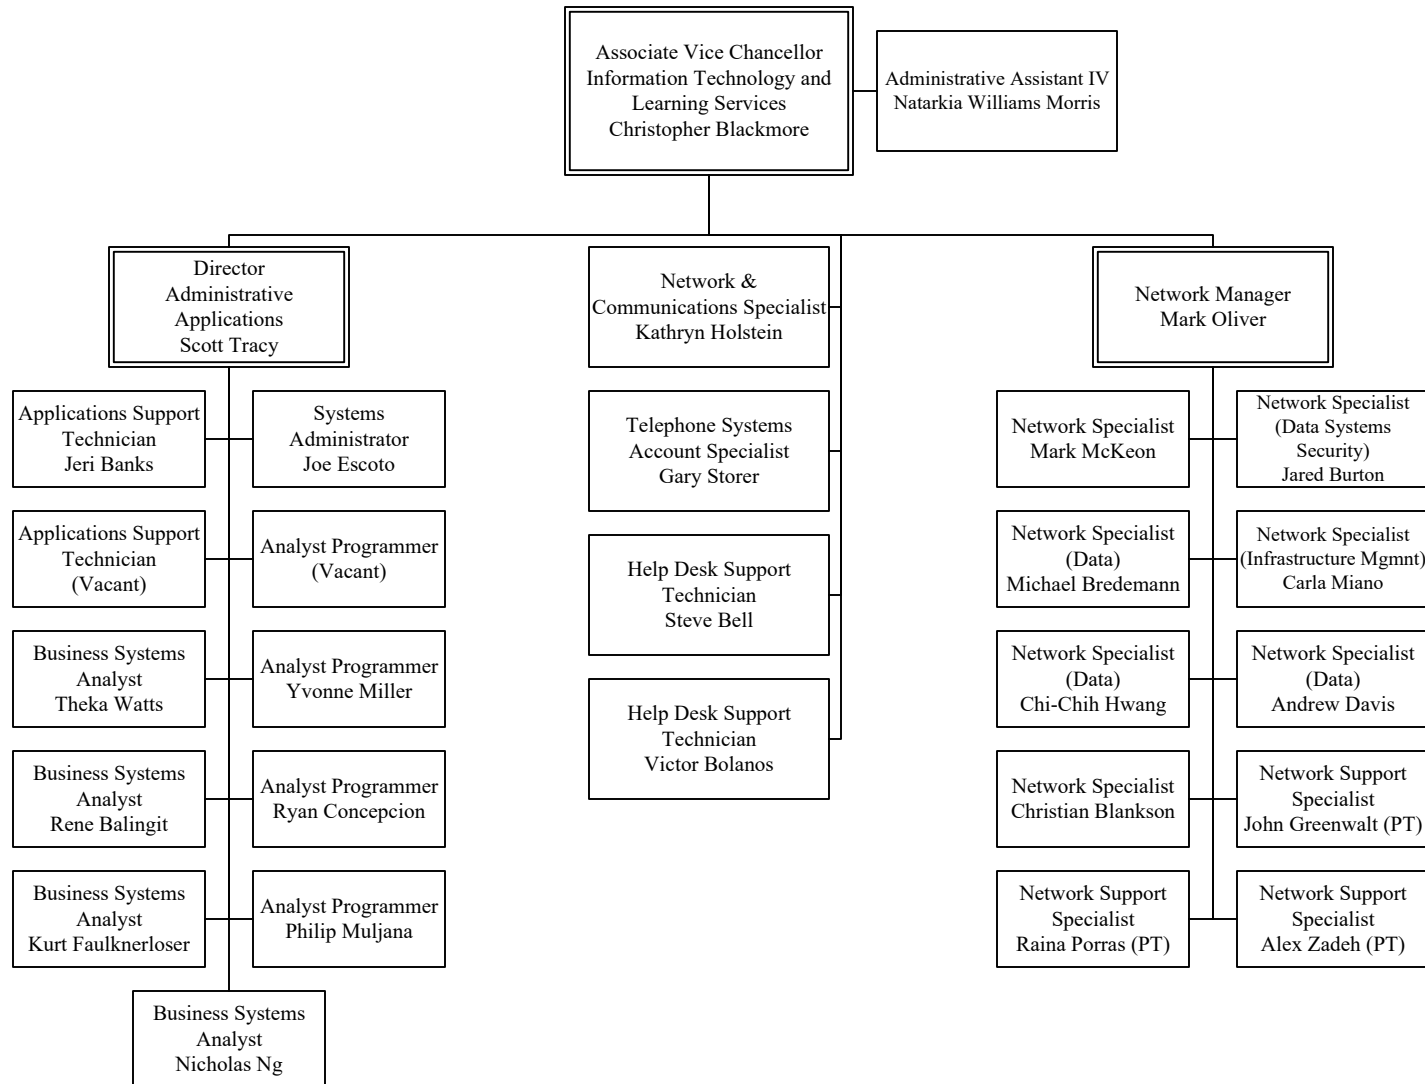 Associate Vice Chancellor
Information Technology and
Learning Services
Christopher Blackmore
Administrative Assistant IV
Natarkia Williams Morris
Director
Administrative
Applications
Scott Tracy
Network &
Communications Specialist
Kathryn Holstein
Network Manager
Mark Oliver
Applications Support
Technician
Jeri Banks
Systems
Administrator
Joe Escoto
Telephone Systems
Account Specialist
Gary Storer
Network Specialist
Mark McKeon
Network Specialist
(Data Systems
Security)
Jared Burton
Applications Support
Technician
(Vacant)
Analyst Programmer
(Vacant)
Help Desk Support
Technician
Steve Bell
Network Specialist
(Data)
Michael Bredemann
Network Specialist
(Infrastructure Mgmnt)
Carla Miano
Business Systems
Analyst
Theka Watts
Analyst Programmer
Yvonne Miller
Help Desk Support
Technician
Victor Bolanos
Network Specialist
(Data)
Chi-Chih Hwang
Network Specialist
(Data)
Andrew Davis
Business Systems
Analyst
Rene Balingit
Analyst Programmer
Ryan Concepcion
Network Specialist
Christian Blankson
Network Support
Specialist
John Greenwalt (PT)
Business Systems
Analyst
Kurt Faulknerloser
Analyst Programmer
Philip Muljana
Network Support
Specialist
Raina Porras (PT)
Network Support
Specialist
Alex Zadeh (PT)
Business Systems
Analyst
Nicholas Ng